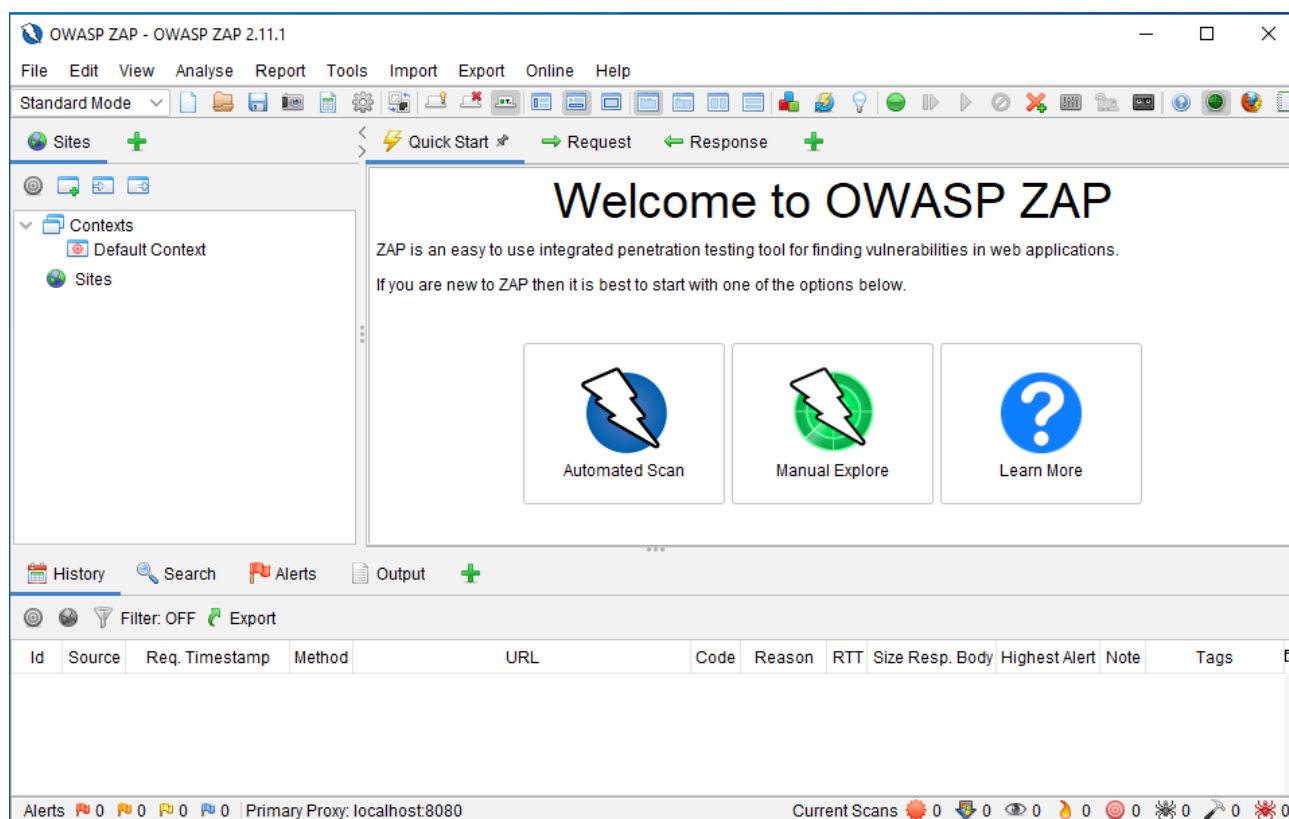 OWASP ZAP - OWASP ZAP 2.11.1
File Edit View Analyse Report Tools Import Export Online Help
Standard Mode
Sites
Quick Start
Request
Response
Contexts
Default Context
Sites
Welcome to OWASP ZAP
ZAP is an easy to use integrated penetration testing tool for finding vulnerabilities in web applications.
If you are new to ZAP then it is best to start with one of the options below.
Automated Scan
Manual Explore
Learn More
History Search Alerts Output
Filter: OFF Export
Id Source Req. Timestamp Method URL Code Reason RTT Size Resp. Body Highest Alert Note Tags
Alerts 0 0 0 0 Primary Proxy: localhost:8080 Current Scans 0 0 0 0 0 0 0 0